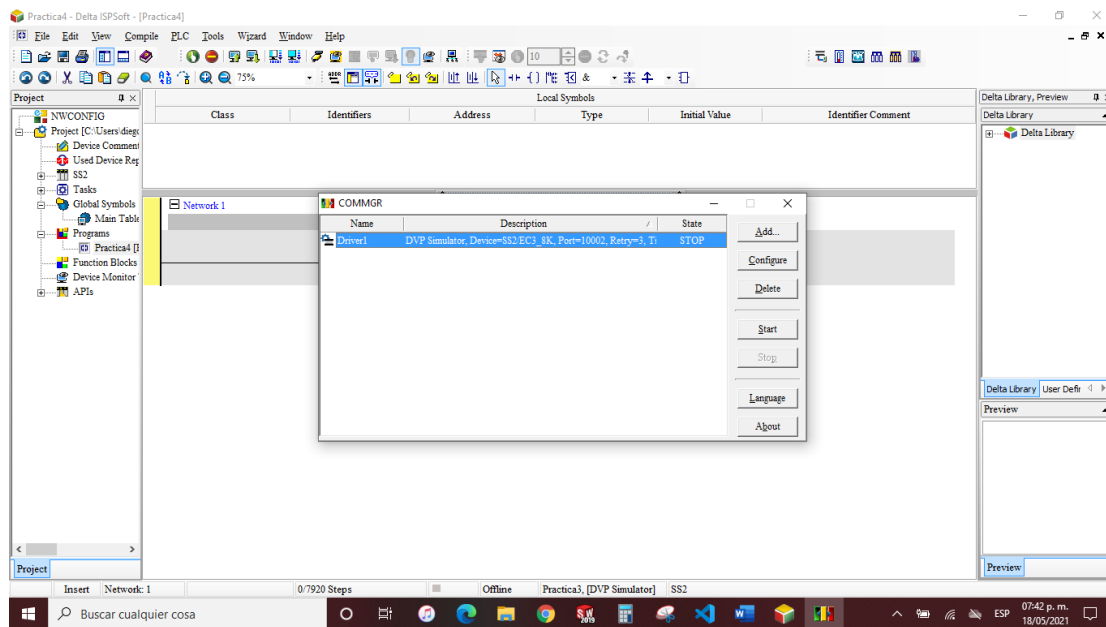 Practica4 - Delta ISPSoft - [Practica4]
File Edit View Compile PLC Tools Wizard Window Help
10
75%
Project
Local Symbols
Delta Library, Preview
Class Identifiers Address Type Initial Value Identifier Comment
Delta Library
NWCONFIG
Project [C:\Users\diego
Device Comment
Used Device Rep
SS2
Tasks
Global Symbols
Main Table
Programs
Practica4 [P
Function Blocks
Device Monitor
APIs
Delta Library
Network 1
COMMGR
Name Description State
Driver1 DVP Simulator, Device=SS2/EC3_8K, Port=10002, Retry=3, Ti STOP
Add...
Configure
Delete
Start
Stop
Language
About
Delta Library User Defir
Preview
Project
Preview
Insert Network: 1 0/7920 Steps Offline Practica3, [DVP Simulator] SS2
Buscar cualquier cosa
SW
2019
ESP
07:42 p. m.
18/05/2021